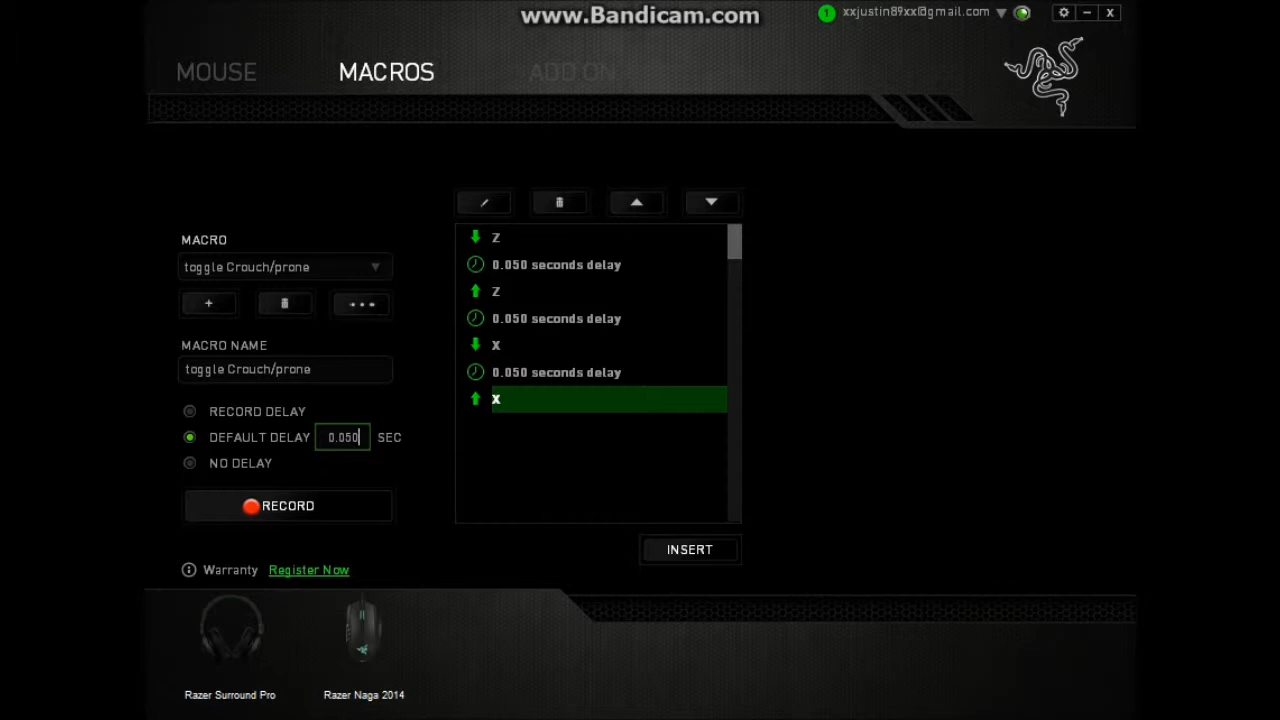 www.Bandicam.com
1 xxjustin89xx@gmail.com
X
MOUSE MACROS ADD ON
MACRO
toggle Crouch/prone
+
MACRO NAME
toggle Crouch/prone
RECORD DELAY
DEFAULT DELAY 0.050 SEC
NO DELAY
RECORD
Z
0.050 seconds delay
Z
0.050 seconds delay
X
0.050 seconds delay
X
INSERT
Warranty Register Now
Razer Surround Pro
Razer Naga 2014